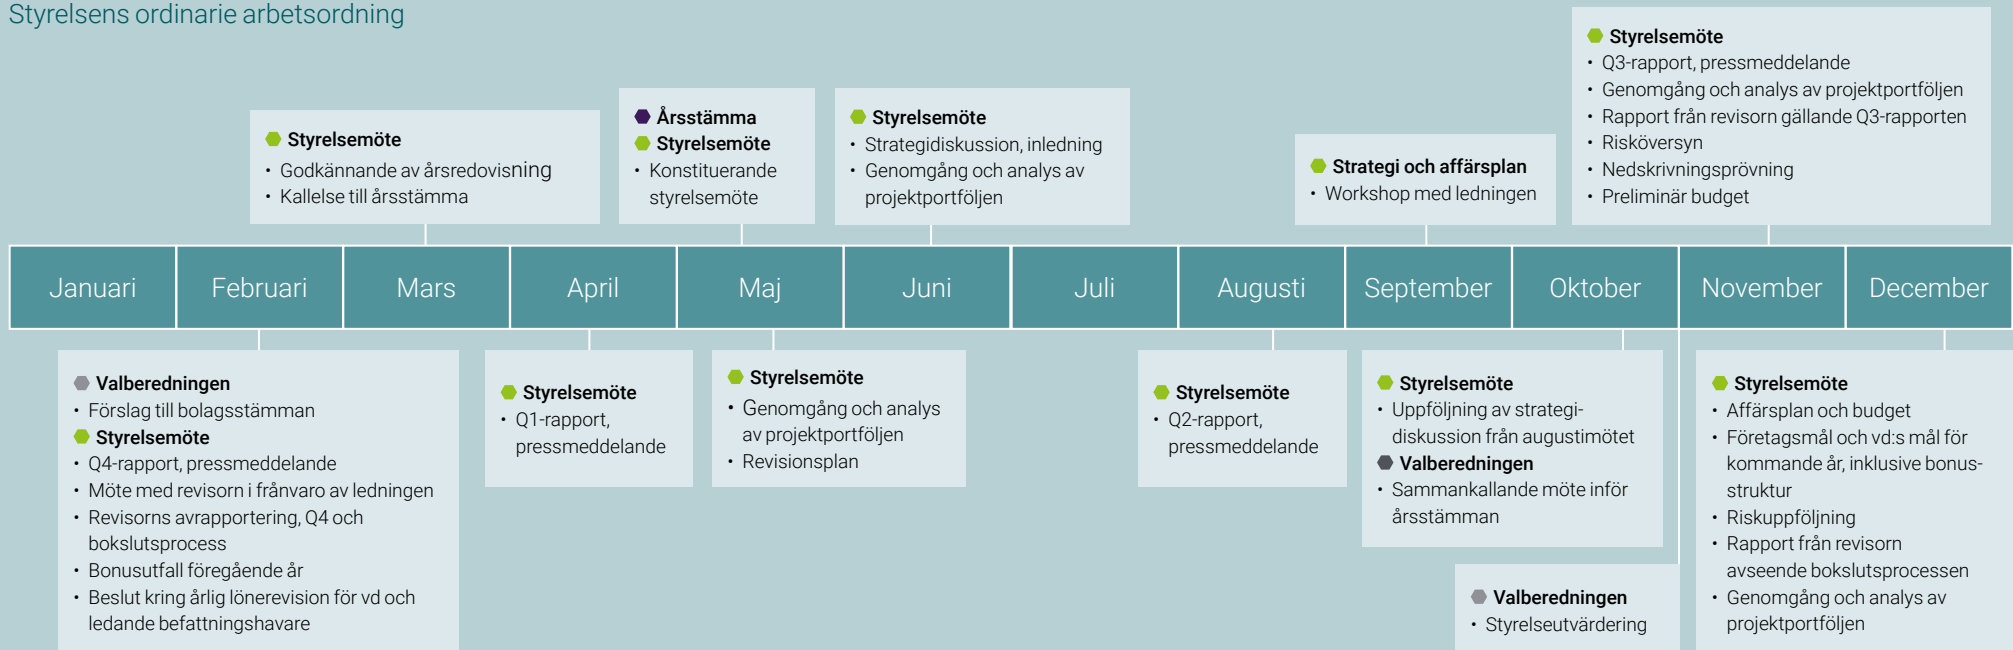 Styrelsens ordinarie arbetsordning
Styrelsemöte
• Godkännande av årsredovisning
• Kallelse till årsstämma
Årsstämma
Styrelsemöte
• Konstituerande
styrelsemöte
Styrelsemöte
• Strategidiskussion, inledning
• Genomgång och analys av
projektportföljen
Strategi och affärsplan
• Workshop med ledningen
Styrelsemöte
• Q3-rapport, pressmeddelande
• Genomgång och analys av projektportföljen
• Rapport från revisorn gällande Q3-rapporten
• Risköversyn
• Nedskrivningsprövning
• Preliminär budget
Januari
Februari
Mars
April
Maj
Juni
Juli
Augusti
September
Oktober
November
December
Valberedningen
• Förslag till bolagsstämman
Styrelsemöte
• Q4-rapport, pressmeddelande
• Möte med revisorn i frånvaro av ledningen
• Revisorns avrapportering, Q4 och
bokslutsprocess
• Bonusutfall föregående år
• Beslut kring årlig lönerevision för vd och
ledande befattningshavare
Styrelsemöte
• Q1-rapport,
pressmeddelande
Styrelsemöte
• Genomgång och analys
av projektportföljen
• Revisionsplan
Styrelsemöte
• Q2-rapport,
pressmeddelande
Styrelsemöte
• Uppföljning av strategi-
diskussion från augustimötet
Valberedningen
• Sammankallande möte inför
årsstämman
Valberedningen
• Styrelseutvärdering
Styrelsemöte
• Affärsplan och budget
• Företagsmål och vd:s mål för
kommande år, inklusive bonus-
struktur
• Riskuppföljning
• Rapport från revisorn
avseende bokslutsprocessen
• Genomgång och analys av
projektportföljen